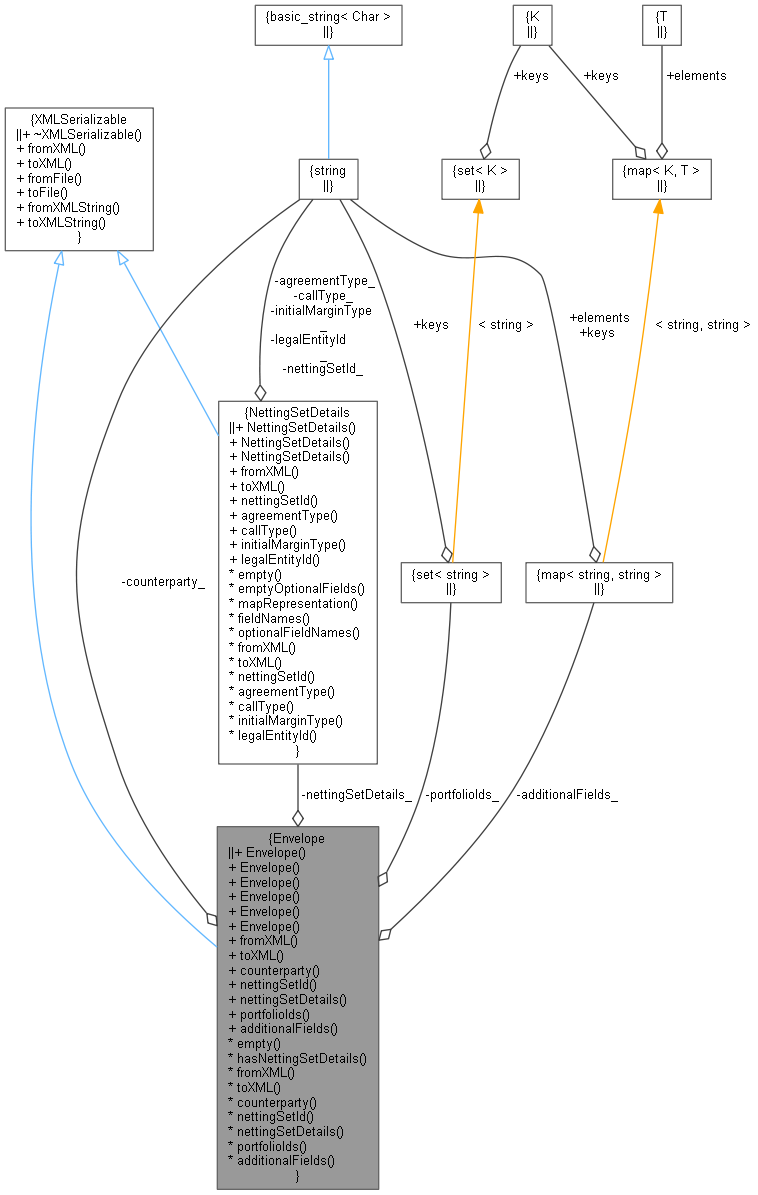 {basic_string< Char >
||}
{K
||}
{T
||}
+keys
+keys
+elements
{XMLSerializable
||+ ~XMLSerializable()
+ fromXML()
+ toXML()
+ fromFile()
+ toFile()
+ fromXMLString()
+ toXMLString()
}
{string
||}
{set< K >
||}
{map< K, T >
||}
-agreementType_
-callType_
-initialMarginType
_
-legalEntityId
_
-nettingSetId_
+keys
< string >
+elements
+keys
< string, string >
{NettingSetDetails
||+ NettingSetDetails()
+ NettingSetDetails()
+ NettingSetDetails()
+ fromXML()
+ toXML()
+ nettingSetId()
+ agreementType()
+ callType()
+ initialMarginType()
+ legalEntityId()
* empty()
* emptyOptionalFields()
* mapRepresentation()
* fieldNames()
* optionalFieldNames()
* fromXML()
* toXML()
* nettingSetId()
* agreementType()
* callType()
* initialMarginType()
* legalEntityId()
}
-counterparty_
{set< string >
||}
{map< string, string >
||}
-nettingSetDetails_
-portfolioIds_
-additionalFields_
{Envelope
||+ Envelope()
+ Envelope()
+ Envelope()
+ Envelope()
+ Envelope()
+ Envelope()
+ fromXML()
+ toXML()
+ counterparty()
+ nettingSetId()
+ nettingSetDetails()
+ portfolioIds()
+ additionalFields()
* empty()
* hasNettingSetDetails()
* fromXML()
* toXML()
* counterparty()
* nettingSetId()
* nettingSetDetails()
* portfolioIds()
* additionalFields()
}